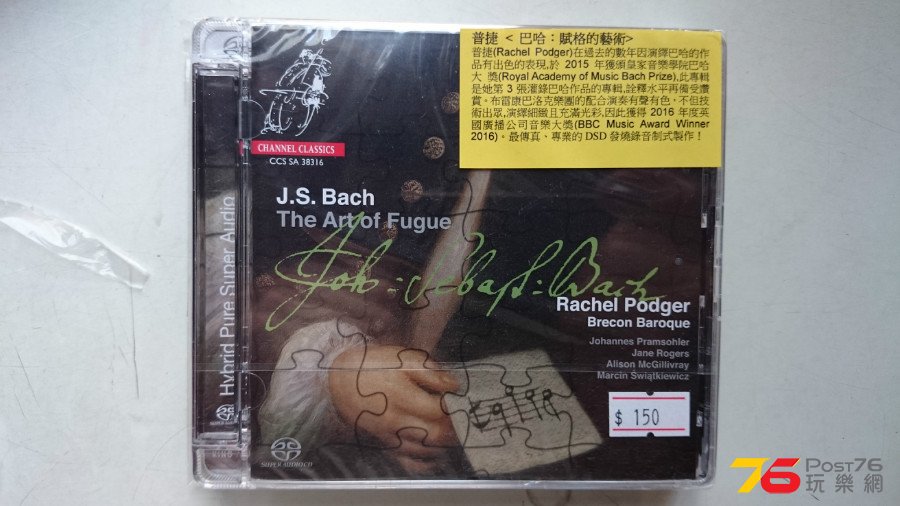 普捷 < 巴哈：賦格的藝術>
普捷(Rachel Podger)在過去的數年因演繹巴哈的作
品有出色的表現,於 2015 年獲頒皇家音樂學院巴哈
大 獎(Royal Academy of Music Bach Prize),此專輯
是她第 3 張灌錄巴哈作品的專輯,詮釋水平再備受讚
賞。布雷康巴洛克樂團的配合演奏有聲有色。不但技
術出眾,演繹細緻且充滿光彩,因此獲得 2016 年度英
國廣播公司音樂大獎(BBC Music Award Winner
2016)。最傳真、專業的 DSD 發燒錄音制式製作！
CHANNEL CLASSICS
CCS SA 38316
J.S. Bach
The Art of Fugue
Joh:Sebast:Bach
Rachel Podger
Brecon Baroque
Johannes Pramsohler
Jane Rogers
Alison McGillivray
Marcin Świątkiewicz
$ 150
Hybrid Pure Super Audio
SUPER AUDIO CD
Post76
玩樂網